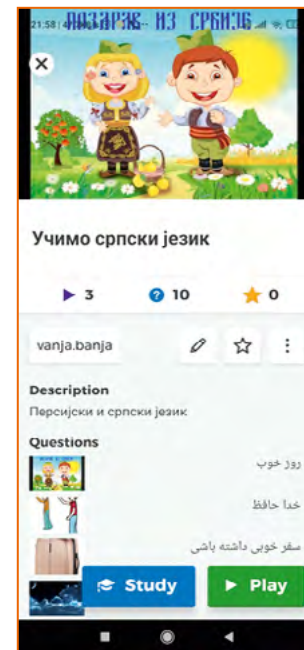 ПОЗДРАВ ИЗ СРБИЈЕ
21:58
Учимо српски језик
3
10
0
vanja.banja
Description
Персијски и српски језик
Questions
روز خوب
خدا حافظ
سفر خوبی داشته باشی
Study
Play